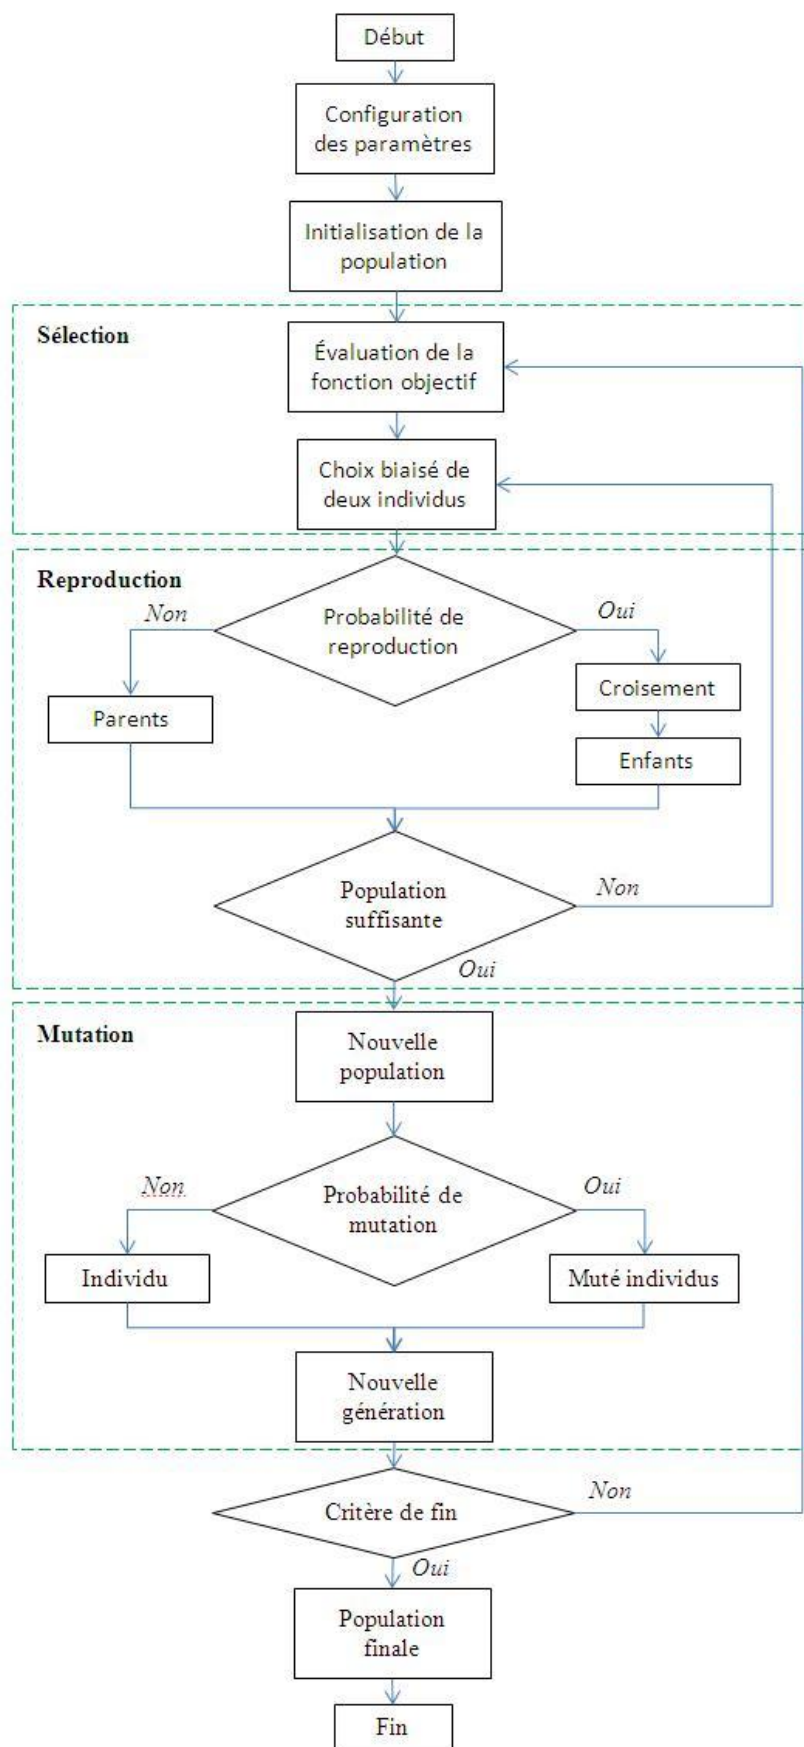 Début
Configuration
des paramètres
Initialisation de la
population
Sélection
Évaluation de la
fonction objectif
Choix biaisé de
deux individus
Reproduction
Non
Probabilité de
reproduction
Oui
Parents
Croisement
Enfants
Population
suffisante
Non
Oui
Mutation
Nouvelle
population
Non
Probabilité de
mutation
Oui
Individu
Muté individus
Nouvelle
génération
Critère de fin
Non
Oui
Population
finale
Fin